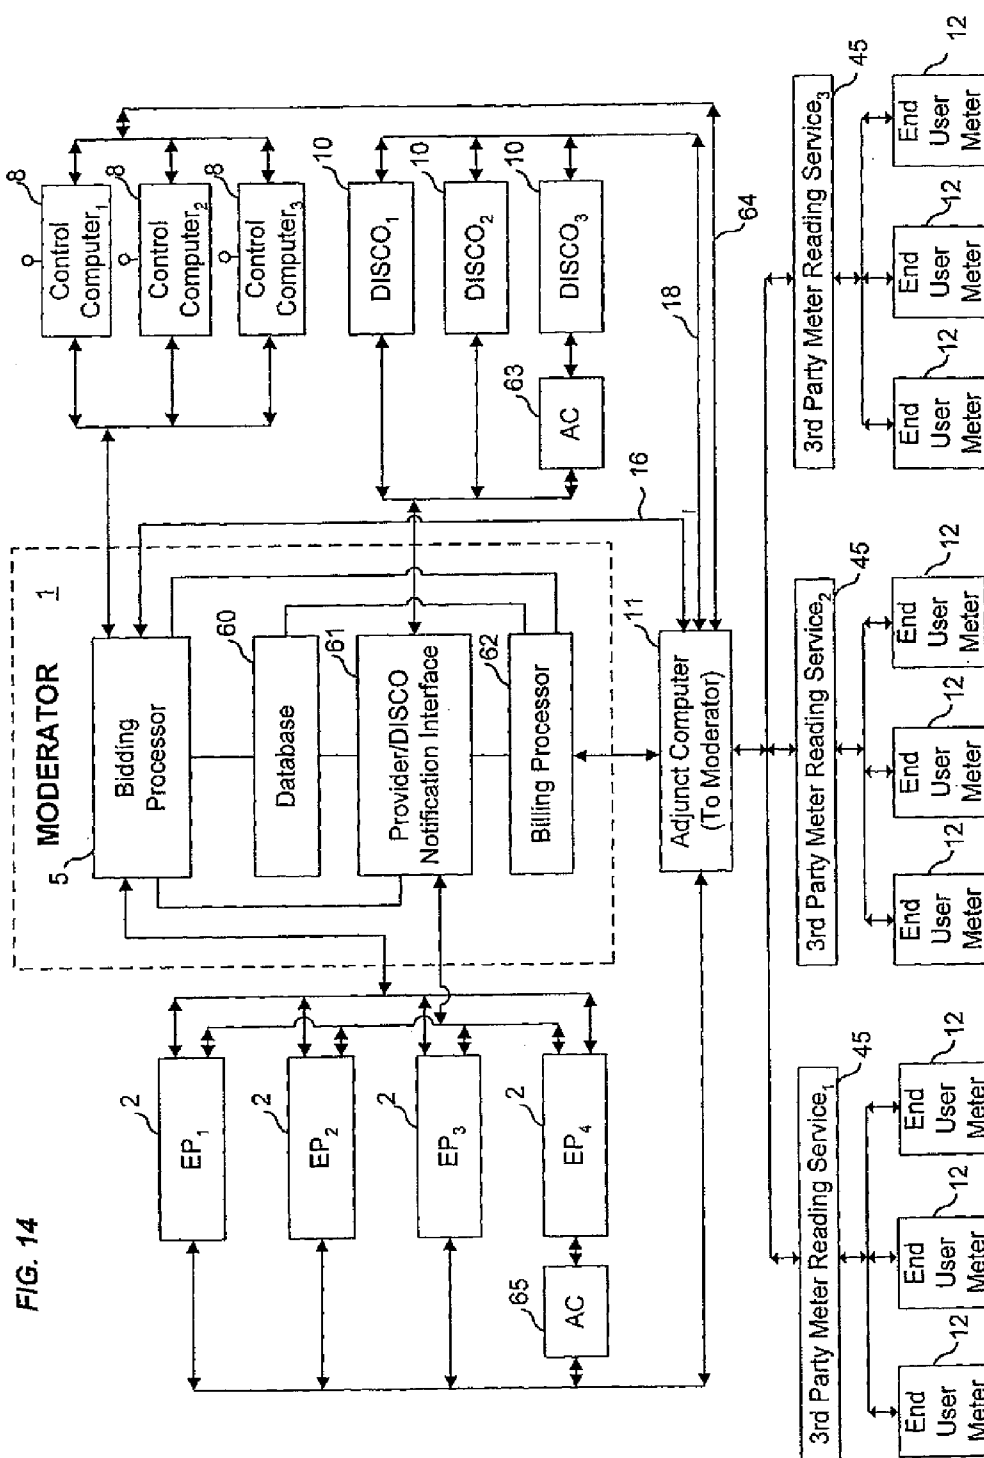 FIG. 14
MODERATOR
1
5
Bidding
Processor
60
Database
61
Provider/DISCO
Notification Interface
62
Billing Processor
2
EP1
2
EP2
2
EP3
2
EP4
65
AC
8
Control
Computer1
8
Control
Computer2
8
Control
Computer3
10
DISCO1
10
DISCO2
10
DISCO3
63
AC
16
18
64
11
Adjunct Computer
(To Moderator)
45
3rd Party Meter Reading Service1
12
End
User
Meter
12
End
User
Meter
12
End
User
Meter
45
3rd Party Meter Reading Service2
12
End
User
Meter
12
End
User
Meter
12
End
User
Meter
45
3rd Party Meter Reading Service3
12
End
User
Meter
12
End
User
Meter
12
End
User
Meter